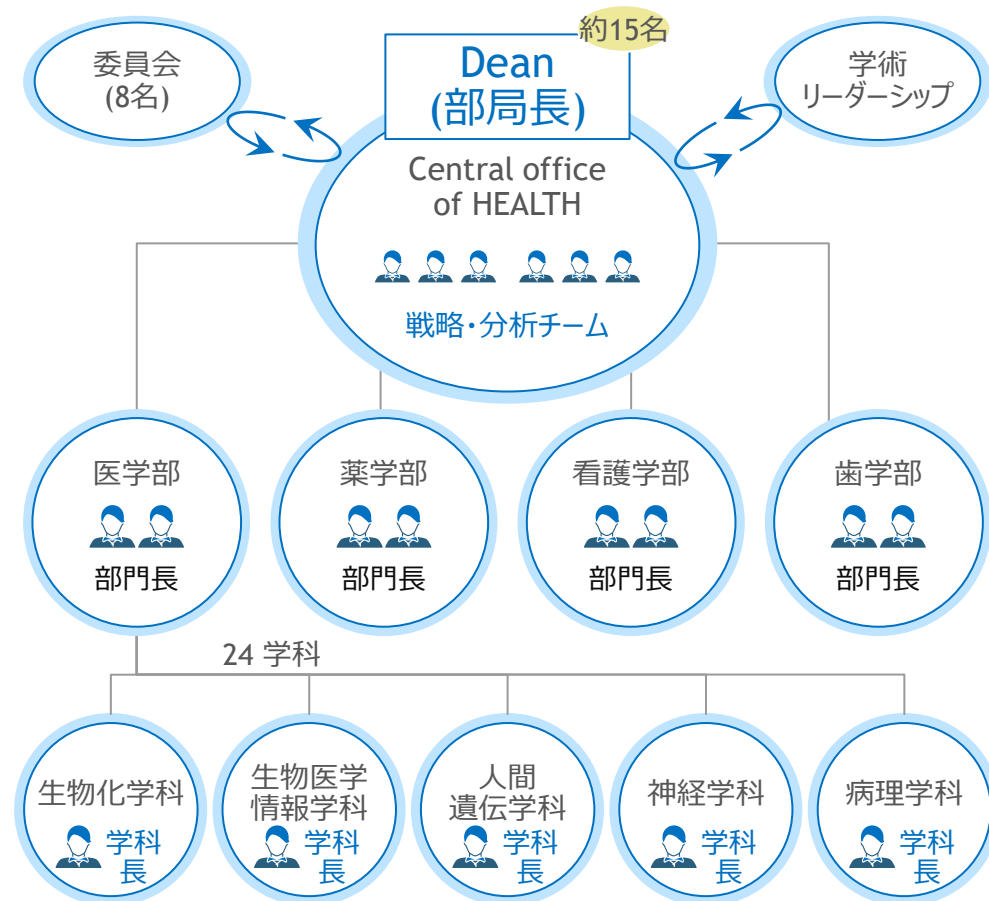 約15名
委員会
(8名)
Dean
(部局長)
学術
リーダーシップ
Central office
of HEALTH
戦略・分析チーム
医学部
部門長
薬学部
部門長
看護学部
部門長
歯学部
部門長
24 学科
生物化学科
学科
長
生物医学
情報学科
学科
長
人間
遺伝学科
学科
長
神経学科
学科
長
病理学科
学科
長